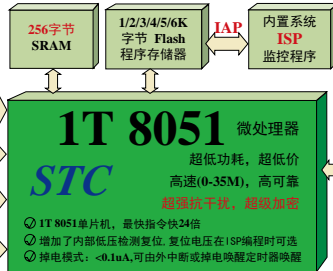 256字节
SRAM
1/2/3/4/5/6K
字节 Flash
程序存储器
IAP
内置系统
ISP
监控程序
1T 8051 微处理器
超低功耗，超低价
STC 高速(0-35M)，高可靠
超强抗干扰，超级加密
1T 8051单片机，最快指令快24倍
增加了内部低压检测复位,复位电压在ISP编程时可选
掉电模式：<0.1uA,可由外中断或掉电唤醒定时器唤醒